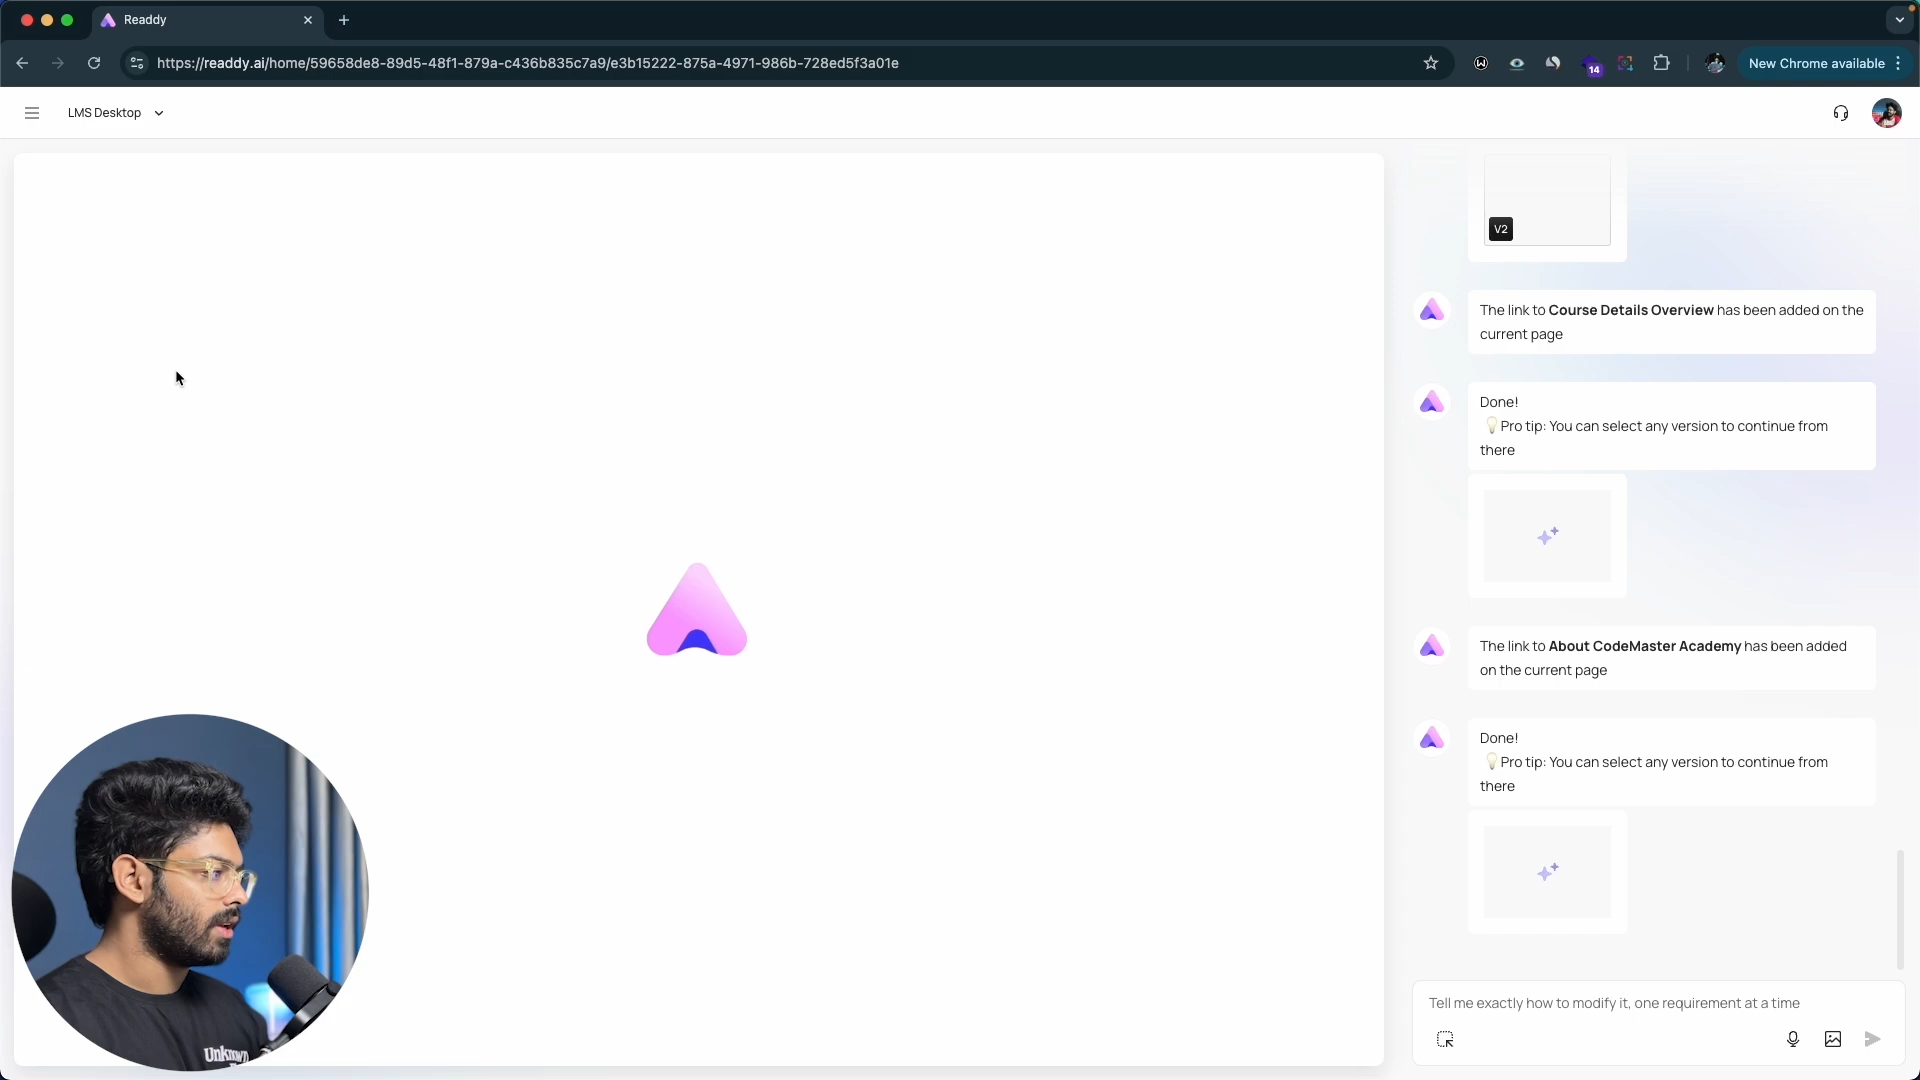 Readdy
https://readdy.ai/home/59658de8-89d5-48f1-879a-c436b835c7a9/e3b15222-875a-4971-986b-728ed5f3a01e
14
New Chrome available
LMS Desktop
V2
The link to Course Details Overview has been added on the
current page
Done!
💡Pro tip: You can select any version to continue from
there
The link to About CodeMaster Academy has been added
on the current page
Done!
💡Pro tip: You can select any version to continue from
there
Tell me exactly how to modify it, one requirement at a time
Unknown